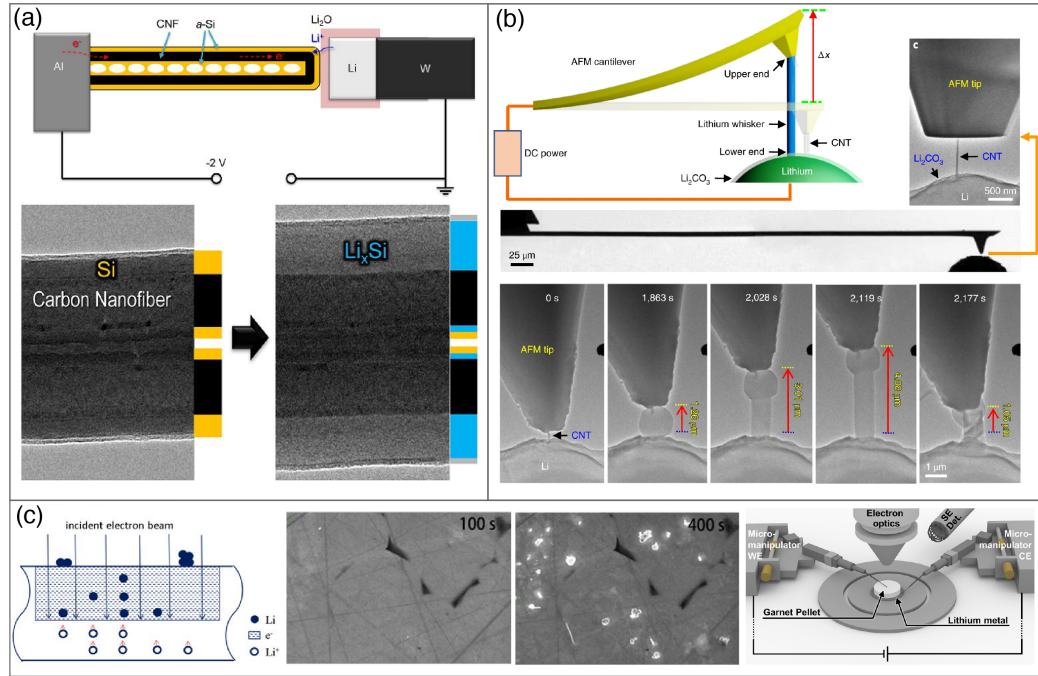 (a)
CNF
a-Si
Li₂O
Li⁺
e⁻
e⁻
Al
Li
W
-2 V
Si
Carbon Nanofiber
LiₓSi
(b)
AFM cantilever
Upper end
Δx
DC power
Lithium whisker
CNT
Lower end
Li₂CO₃
Lithium
c
AFM tip
Li₂CO₃
CNT
Li
500 nm
25 μm
0 s
AFM tip
CNT
Li
1,863 s
2,028 s
2,119 s
2,177 s
1 μm
(c)
incident electron beam
Li
e⁻
Li⁺
100 s
400 s
Electron
optics
SE
Det.
Micro-
manipulator
WE
Micro-
manipulator
CE
Garnet Pellet
Lithium metal